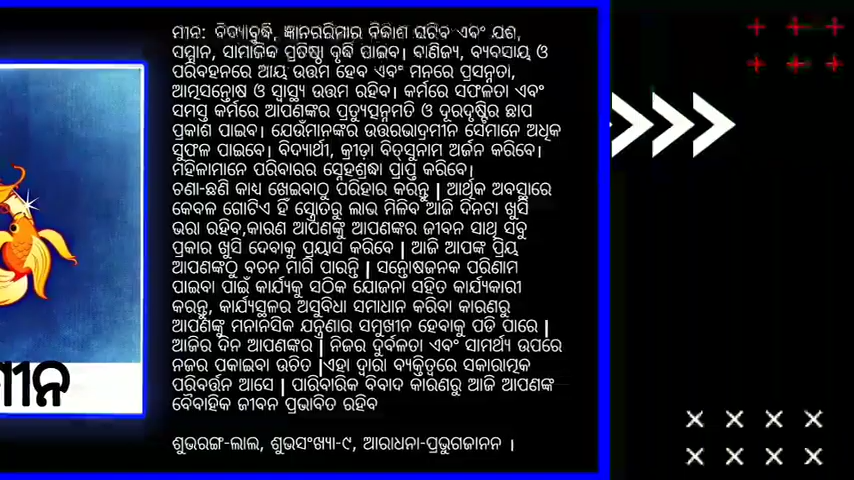 ମୀନ: ବିଦ୍ୟାବୁଦ୍ଧି, ଜ୍ଞାନଗରିମାର ବିକାଶ ଘଟିବ ଏବଂ ଯଶ,
ସମ୍ମାନ, ସାମାଜିକ ପ୍ରତିଷ୍ଠା ବୃଦ୍ଧି ପାଇବ। ବାଣିଜ୍ୟ, ବ୍ୟବସାୟ ଓ
ପରିବହନରେ ଆୟ ଉତ୍ତମ ହେବ ଏବଂ ମନରେ ପ୍ରସନ୍ନତା,
ଆତ୍ମସନ୍ତୋଷ ଓ ସ୍ୱାସ୍ଥ୍ୟ ଉତ୍ତମ ରହିବ। କର୍ମରେ ସଫଳତା ଏବଂ
ସମସ୍ତ କର୍ମରେ ଆପଣଙ୍କର ପ୍ରତ୍ୟୁତ୍ପନ୍ନମତି ଓ ଦୂରଦୃଷ୍ଟିର ଛାପ
ପ୍ରକାଶ ପାଇବ। ଯେଉଁମାନଙ୍କର ଉତ୍ତରଭାଦ୍ରମୀନ ସେମାନେ ଅଧିକ
ସୁଫଳ ପାଇବେ। ବିଦ୍ୟାର୍ଥୀ, କ୍ରୀଡ଼ା ବିତ୍‌ସୁନାମ ଅର୍ଜନ କରିବେ।
ମହିଳାମାନେ ପରିବାରର ସ୍ନେହଶ୍ରଦ୍ଧା ପ୍ରାପ୍ତ କରିବେ।
ଚଣା-ଛଣି ଖାଇବାଠୁ ପରିହାର କରନ୍ତୁ | ଆର୍ଥିକ ଅବସ୍ଥାରେ
କେବଳ ଗୋଟିଏ ହିଁ ସ୍ରୋତରୁ ଲାଭ ମିଳିବ ଆଜି ଦିନଟା ଖୁସି
ଭରା ରହିବ,କାରଣ ଆପଣଙ୍କୁ ଆପଣଙ୍କର ଜୀବନ ସାଥି ସବୁ
ପ୍ରକାର ଖୁସି ଦେବାକୁ ପ୍ରୟାସ କରିବେ | ଆଜି ଆପଙ୍କ ପ୍ରିୟ
ଆପଣଙ୍କଠୁ ବଚନ ମାଗି ପାରନ୍ତି | ସନ୍ତୋଷଜନକ ପରିଣାମ
ପାଇବା ପାଇଁ କାର୍ଯ୍ୟକୁ ସଠିକ ଯୋଜନା ସହିତ କାର୍ଯ୍ୟକାରୀ
କରନ୍ତୁ, କାର୍ଯ୍ୟସ୍ଥଳର ଅସୁବିଧା ସମାଧାନ କରିବା କାରଣରୁ
ଆପଣଙ୍କୁ ମନାନସିକ ଯନ୍ତ୍ରଣାର ସମୁଖୀନ ହେବାକୁ ପଡି ପାରେ |
ଆଜିର ଦିନ ଆପଣଙ୍କର | ନିଜର ଦୁର୍ବଳତା ଏବଂ ସାମର୍ଥ୍ୟ ଉପରେ
ନଜର ପକାଇବା ଉଚିତ |ଏହା ଦ୍ୱାରା ବ୍ୟକ୍ତିତ୍ୱରେ ସକାରାତ୍ମକ
ପରିବର୍ତ୍ତନ ଆସେ | ପାରିବାରିକ ବିବାଦ କାରଣରୁ ଆଜି ଆପଣଙ୍କ
ବୈବାହିକ ଜୀବନ ପ୍ରଭାବିତ ରହିବ
ଶୁଭରଙ୍ଗ-ଲାଲ, ଶୁଭସଂଖ୍ୟା-୯, ଆରାଧନା-ପ୍ରଭୁଗଜାନନ ।
ମୀନ